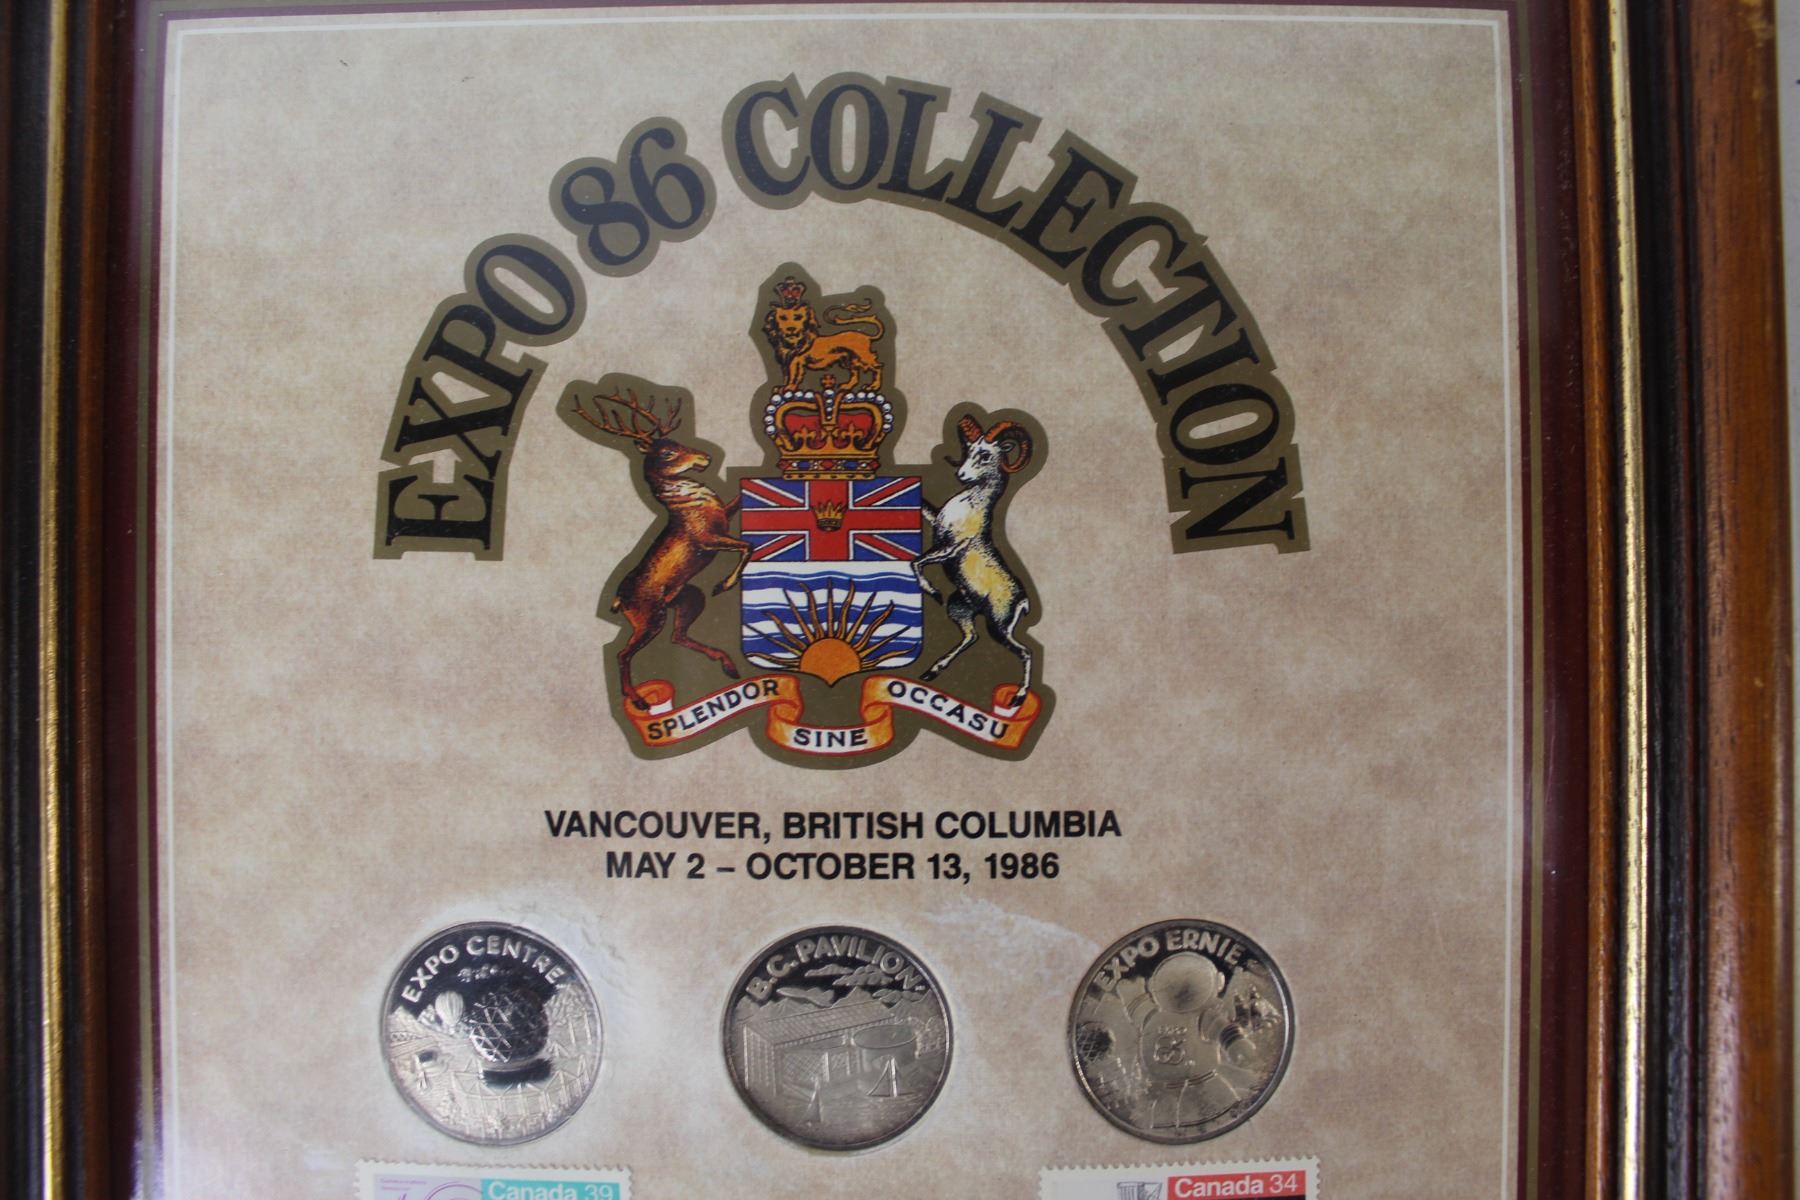 EXPO 86 COLLECTION
SPLENDOR SINE OCCASU
VANCOUVER, BRITISH COLUMBIA
MAY 2 – OCTOBER 13, 1986
EXPO CENTRE
B.C. PAVILION
EXPO ERNIE
Canada 39
Canada 34